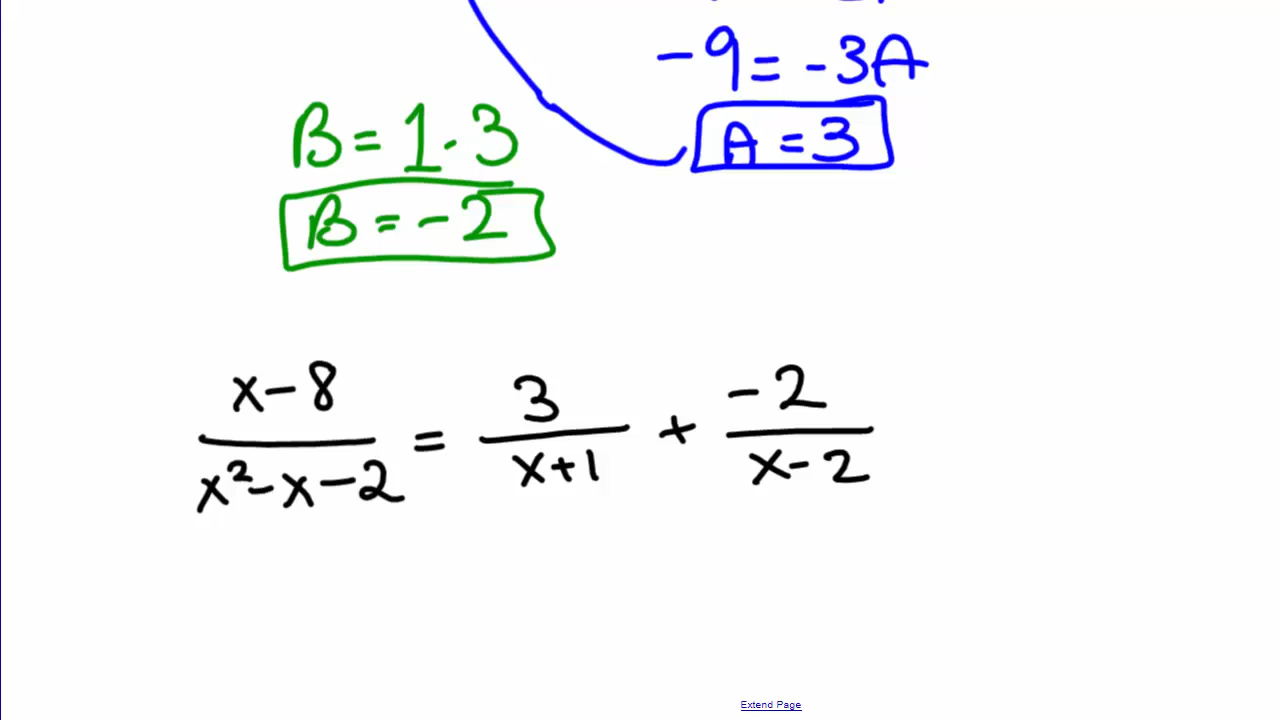 -9 = -3A
A = 3
B = 1 - 3
B = -2
x-8 / x²-x-2 = 3 / x+1 + -2 / x-2
Extend Page